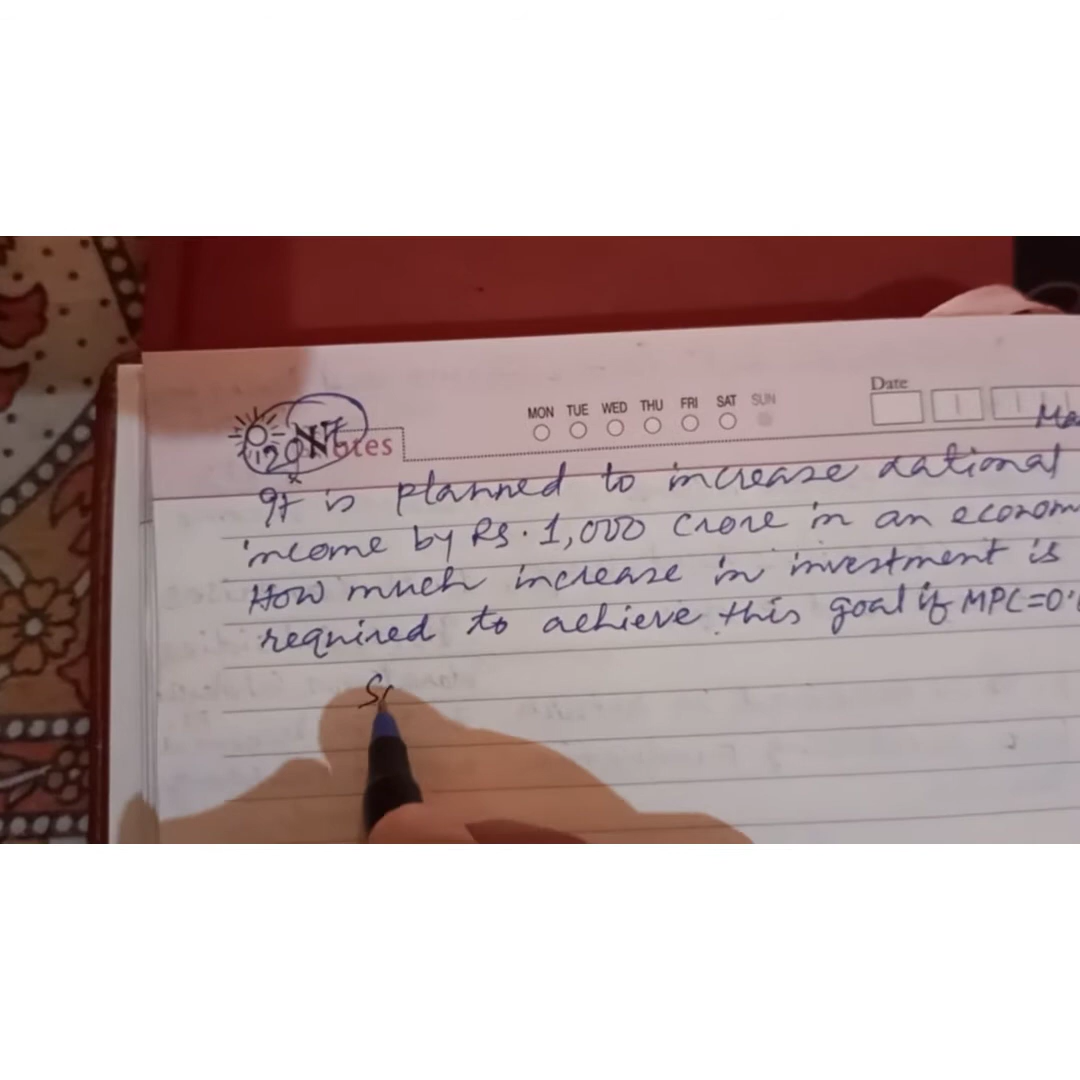 MON TUE WED THU FRI SAT SUN
Date
2017
Notes
It is planned to increase national
income by Rs. 1,000 crore in an econom
How much increase in investment is
required to achieve this goal if MPC=0.